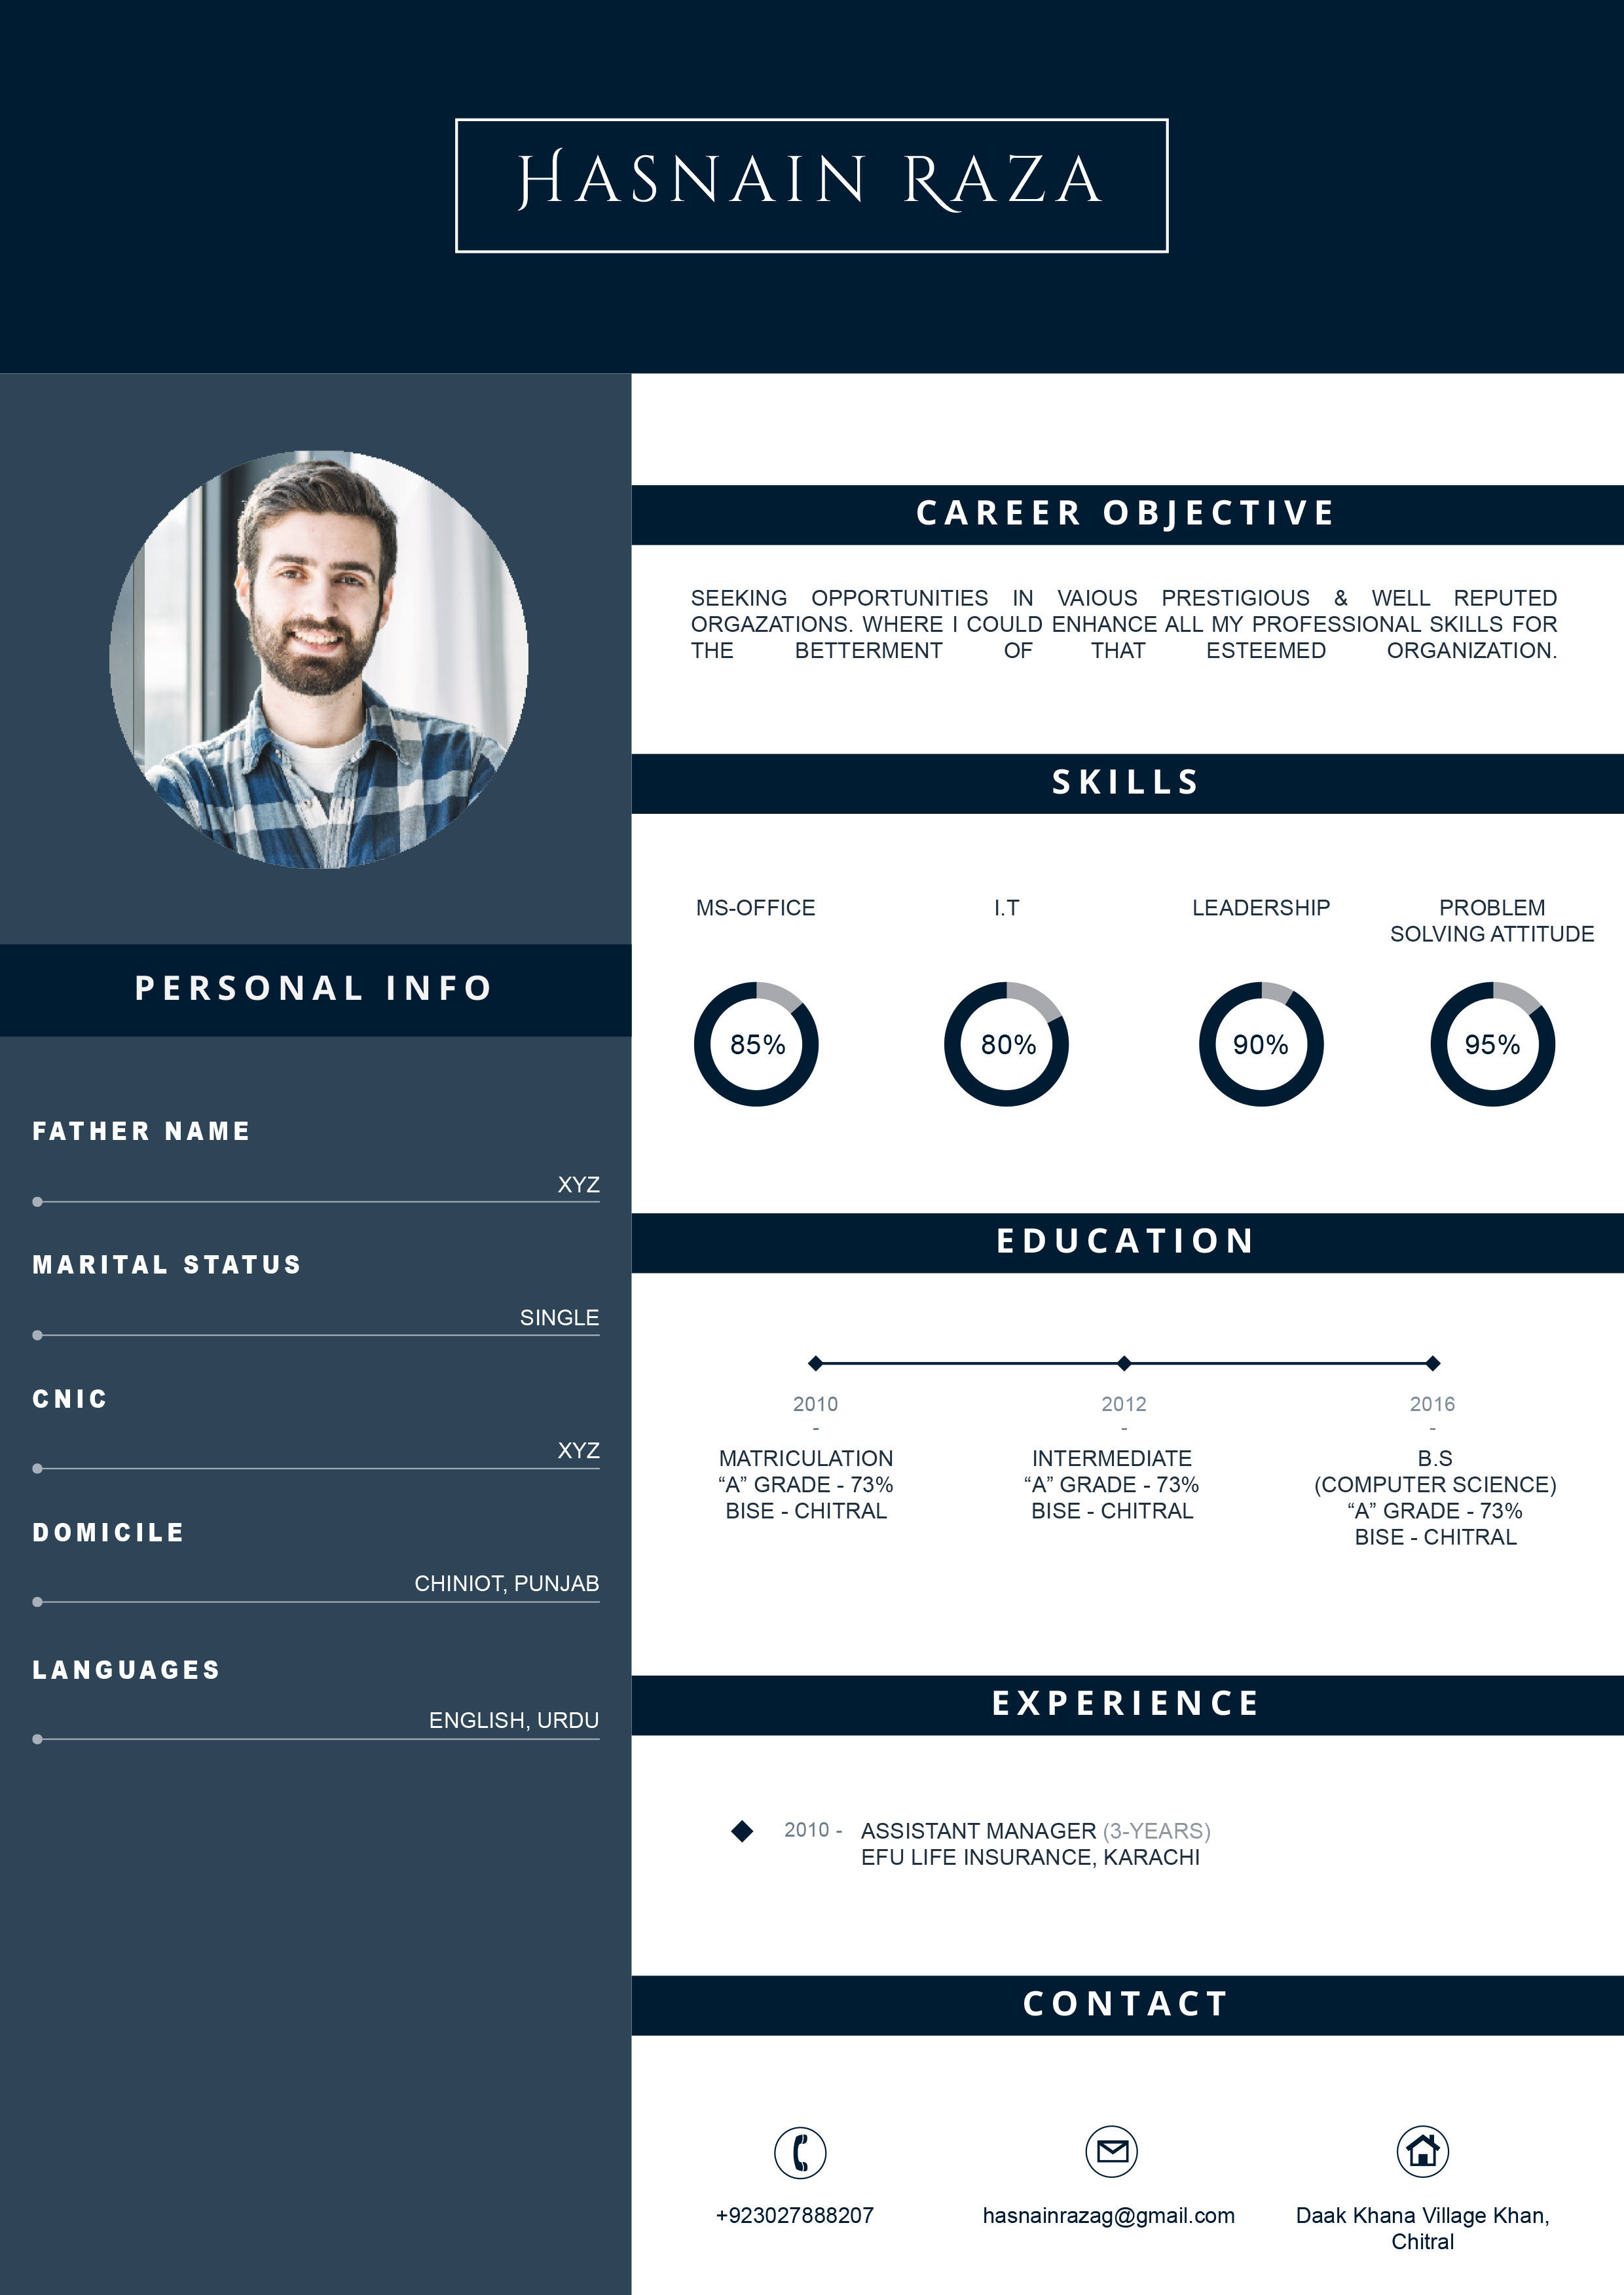 HASNAIN RAZA
PERSONAL INFO
FATHER NAME
XYZ
MARITAL STATUS
SINGLE
CNIC
XYZ
DOMICILE
CHINIOT, PUNJAB
LANGUAGES
ENGLISH, URDU
CAREER OBJECTIVE
SEEKING OPPORTUNITIES IN VAIOUS PRESTIGIOUS & WELL REPUTED
ORGAZATIONS. WHERE I COULD ENHANCE ALL MY PROFESSIONAL SKILLS FOR
THE BETTERMENT OF THAT ESTEEMED ORGANIZATION.
SKILLS
MS-OFFICE
85%
I.T
80%
LEADERSHIP
90%
PROBLEM
SOLVING ATTITUDE
95%
EDUCATION
2010
-
MATRICULATION
“A” GRADE - 73%
BISE - CHITRAL
2012
-
INTERMEDIATE
“A” GRADE - 73%
BISE - CHITRAL
2016
-
B.S
(COMPUTER SCIENCE)
“A” GRADE - 73%
BISE - CHITRAL
EXPERIENCE
2010 - ASSISTANT MANAGER (3-YEARS)
EFU LIFE INSURANCE, KARACHI
CONTACT
+923027888207
hasnainrazag@gmail.com
Daak Khana Village Khan,
Chitral